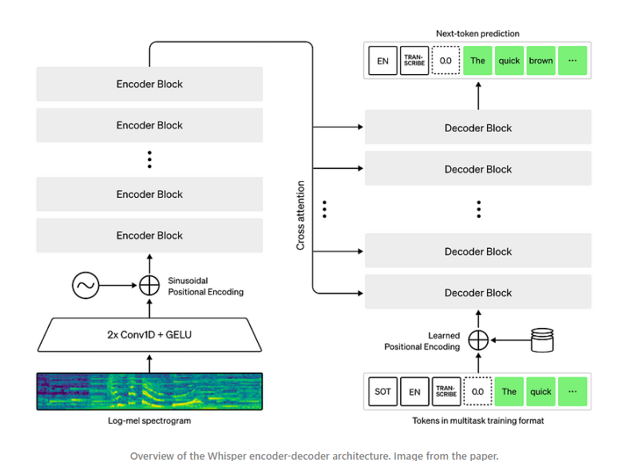 Next-token prediction
EN
TRAN-
SCRIBE
0.0
The
quick
brown
...
Encoder Block
Encoder Block
Encoder Block
Encoder Block
Sinusoidal
Positional Encoding
2x Conv1D + GELU
Log-mel spectrogram
Cross attention
Decoder Block
Decoder Block
Decoder Block
Decoder Block
Learned
Positional Encoding
SOT
EN
TRAN-
SCRIBE
0.0
The
quick
...
Tokens in multitask training format
Overview of the Whisper encoder-decoder architecture. Image from the paper.